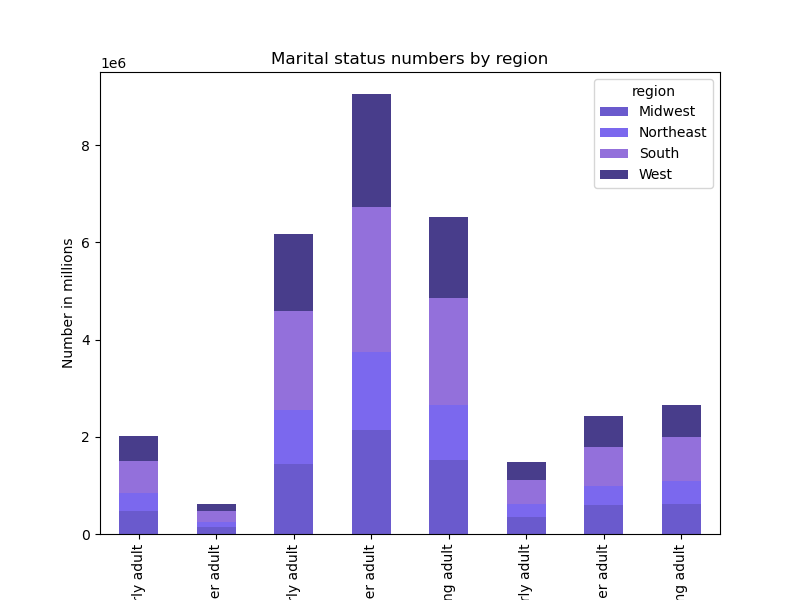 Marital status numbers by region
1e6
region
Midwest
Northeast
South
West
8
6
4
2
0
Number in millions
rly adult
er adult
rly adult
er adult
ng adult
rly adult
er adult
ng adult